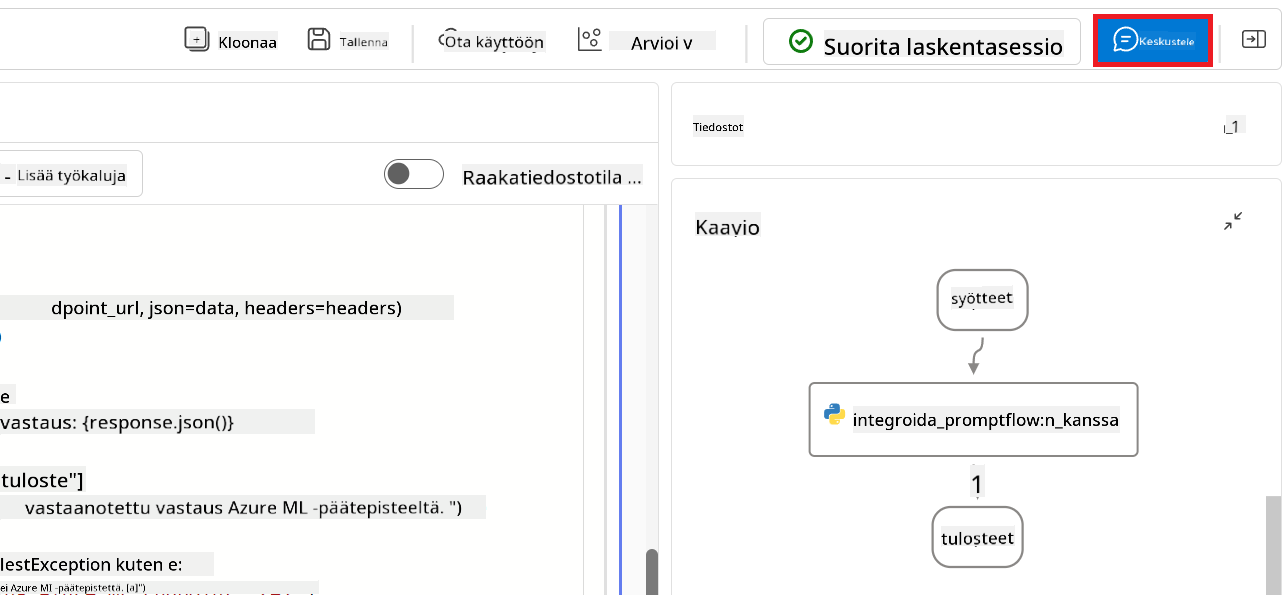 Kloonaa
Tallenna
Ota käyttöön
Arvioi v
Suorita laskentasessio
Keskustele
Tiedostot
1
- Lisää työkaluja
Raakatiedostotila ...
Kaavio
syötteet
dpoint_url, json=data, headers=headers)
e
vastaus: {response.json()}
integroida_promptflow:n_kanssa
tuloste"]
1
vastaanotettu vastaus Azure ML -päätepisteeltä. ")
tulosteet
lestException kuten e:
ei Azure MI -päätepistettä. [a]")